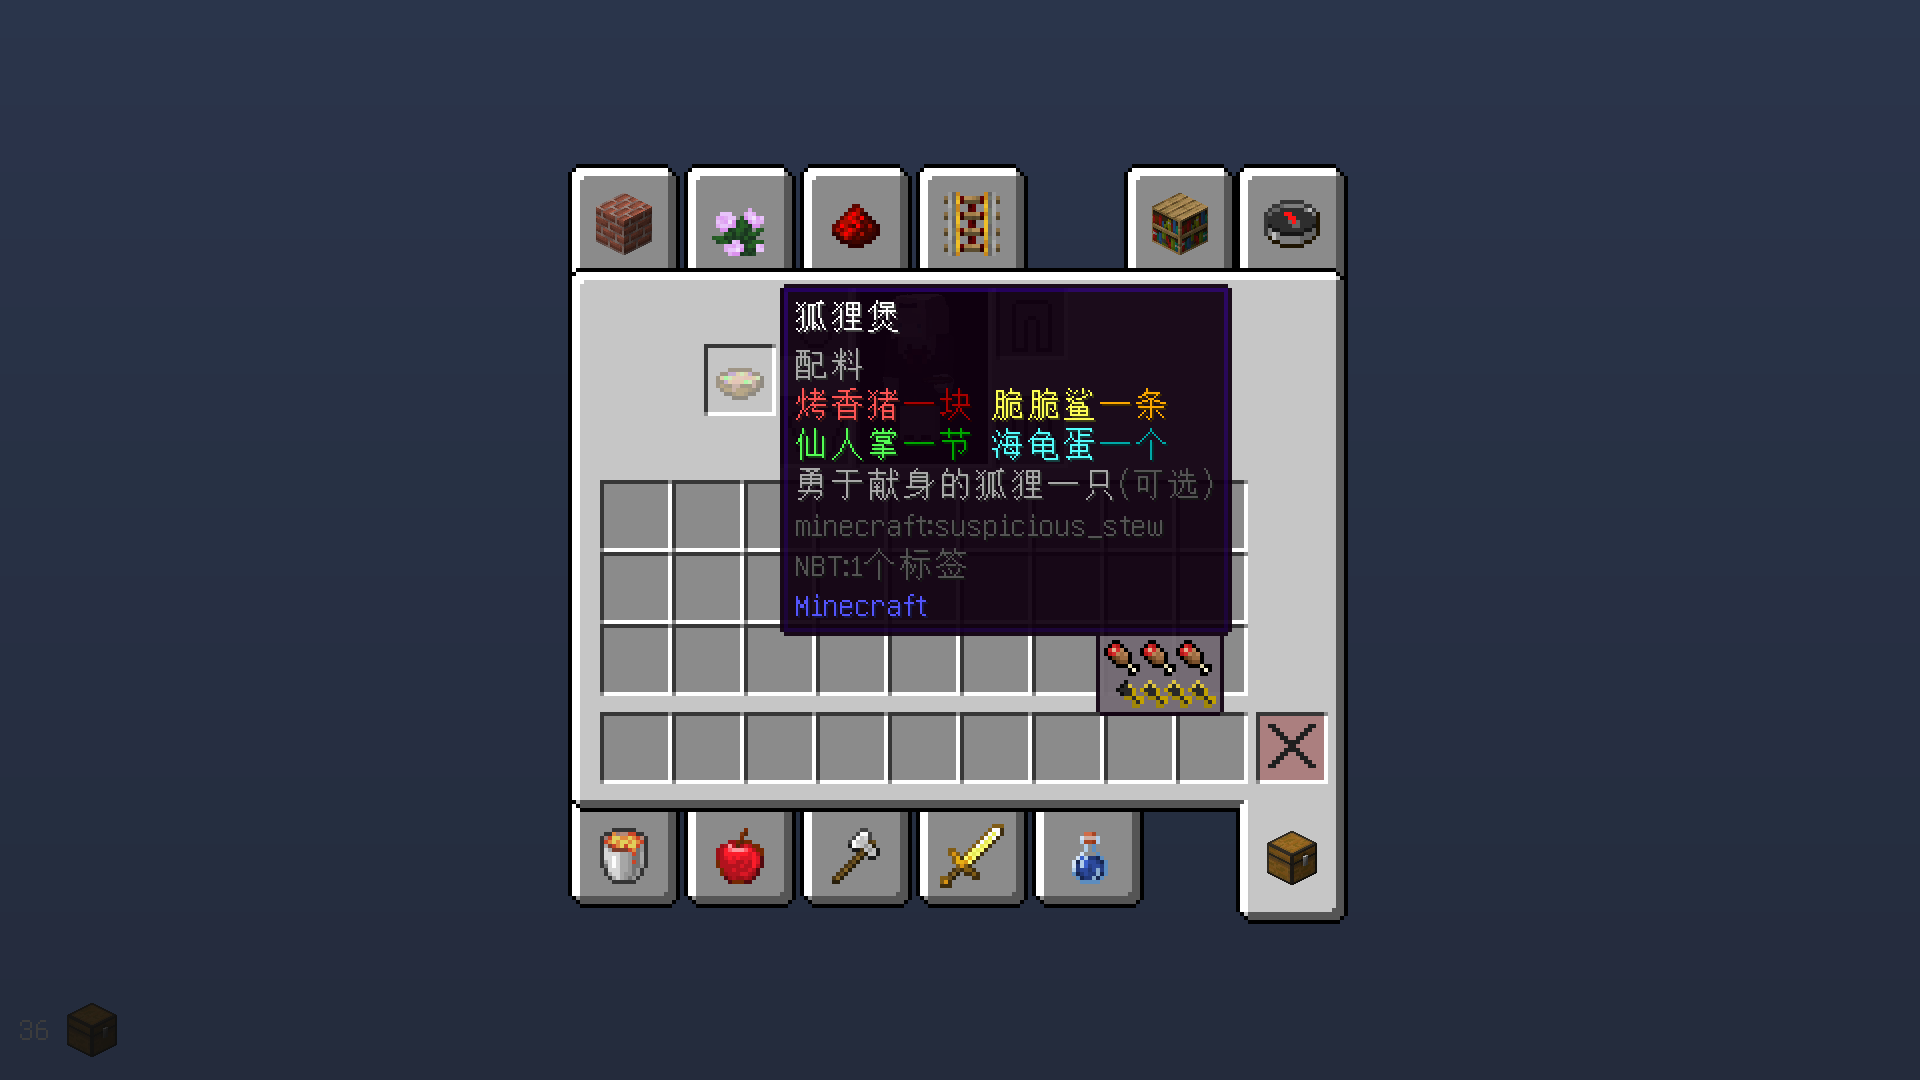 狐狸煲
配料
烤香猪一块 脆脆鲨一条
仙人掌一节 海龟蛋一个
勇于献身的狐狸一只(可选)
minecraft:suspicious_stew
NBT:1个标签
Minecraft
36